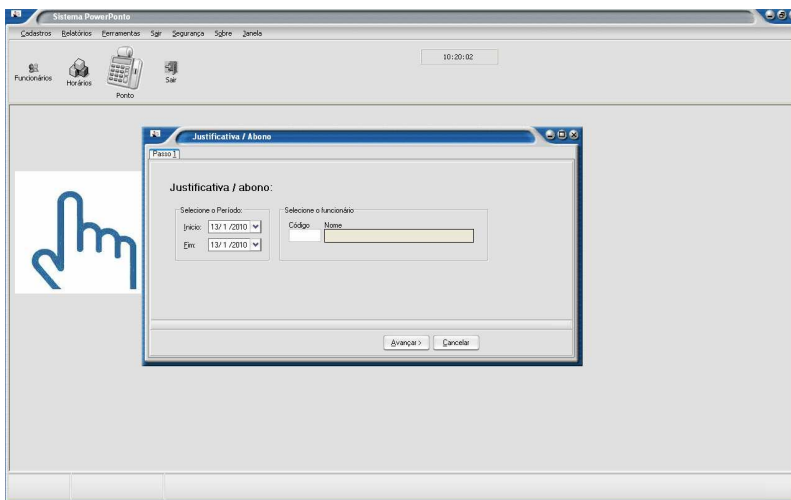 Sistema PowerPonto
Cadastros Relatórios Ferramentas Sair Segurança Sobre Janela
10:20:02
Funcionários
Horários
Ponto
Sair
Justificativa / Abono
Passo 1
Justificativa / abono:
Selecione o Período:
Início: 13/ 1 /2010
Fim: 13/ 1 /2010
Selecione o funcionário
Código Nome
Avançar > Cancelar